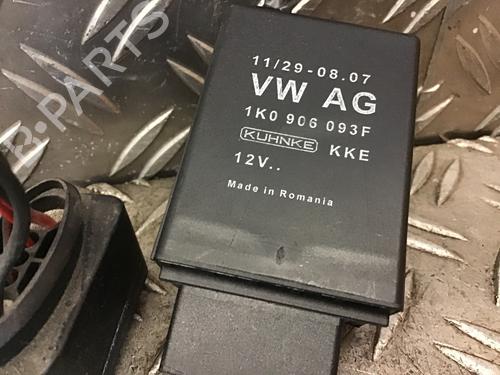 11/29-08.07
VW AG
1K0 906 093F
KUHNKE KKE
12V..
Made in Romania
B-PARTS